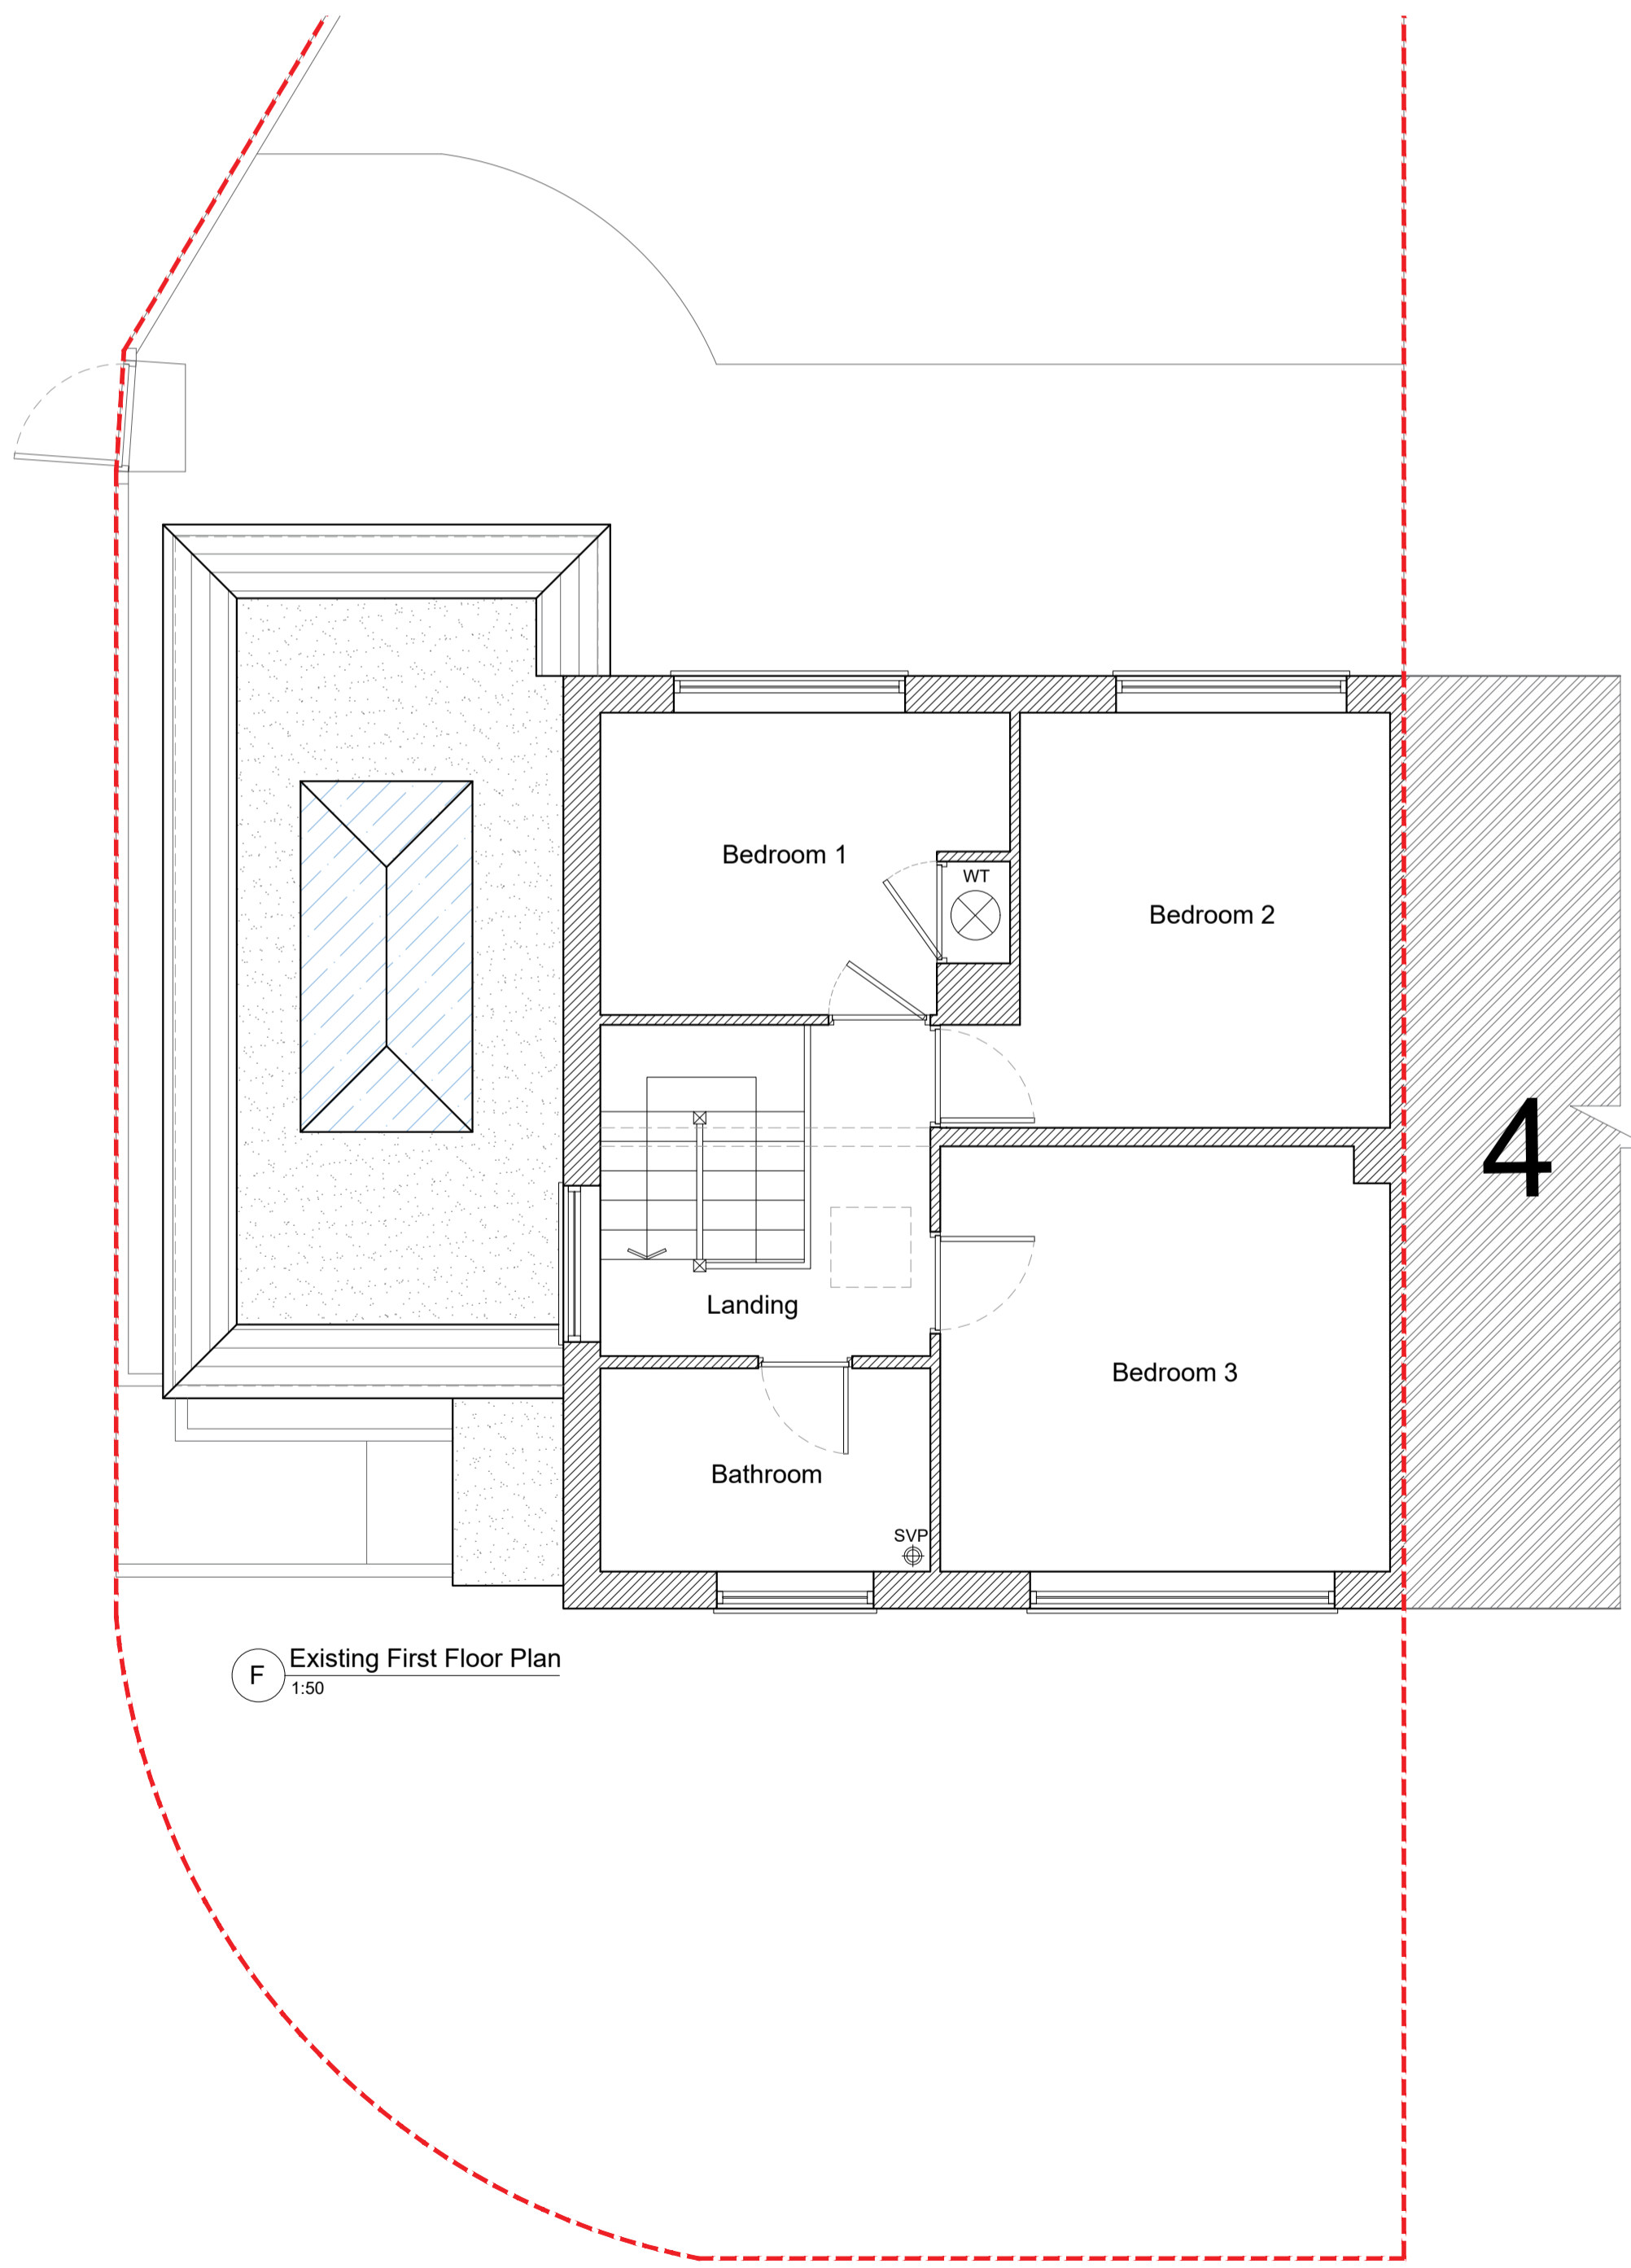 Bedroom 1
WT
Bedroom 2
4
Landing
Bedroom 3
Bathroom
SVP
F
Existing First Floor Plan
1:50